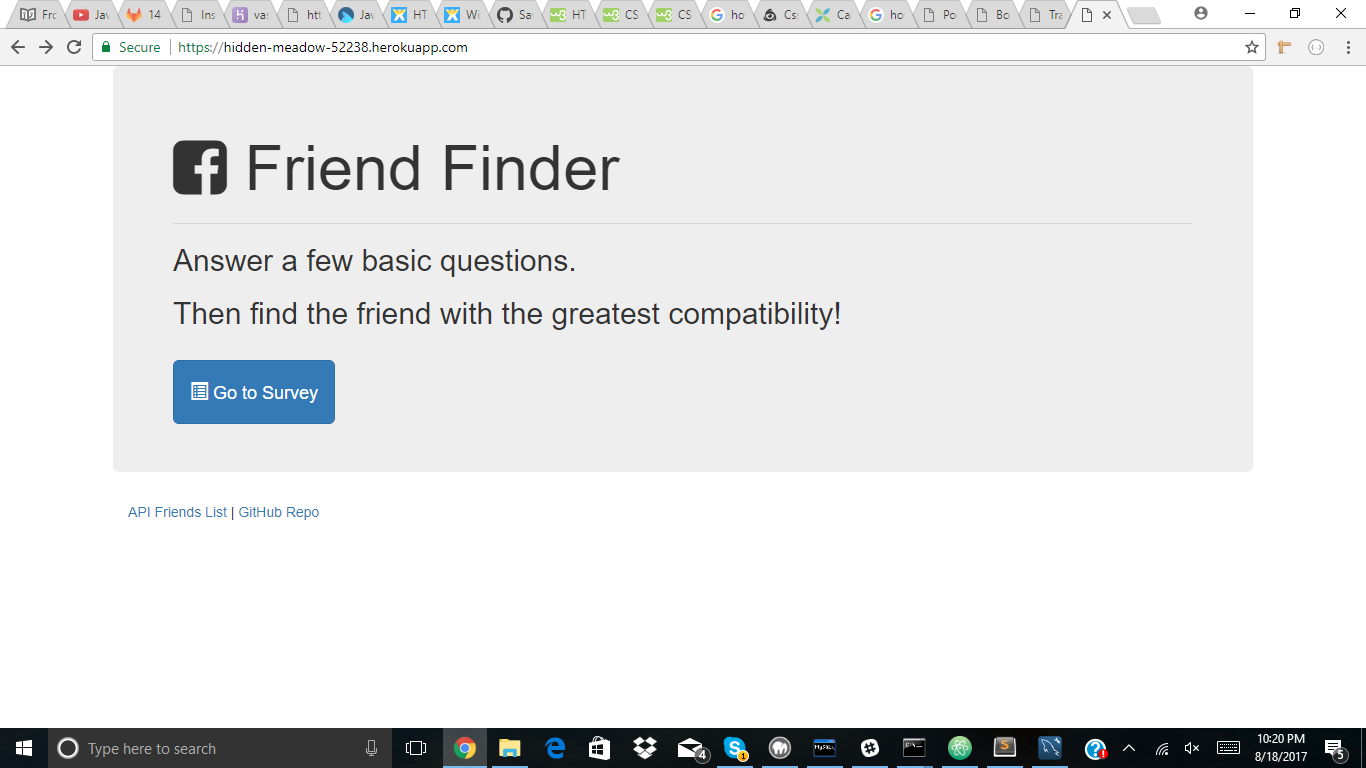 Fro Jav 14 Ins vas htt Jav HT Wi Sa HT CS CS ho Cs Ca ho Po Bo Tra
Secure https://hidden-meadow-52238.herokuapp.com
Friend Finder
Answer a few basic questions.
Then find the friend with the greatest compatibility!
Go to Survey
API Friends List | GitHub Repo
Type here to search
4
1
MySQL
S
10:20 PM
8/18/2017
5